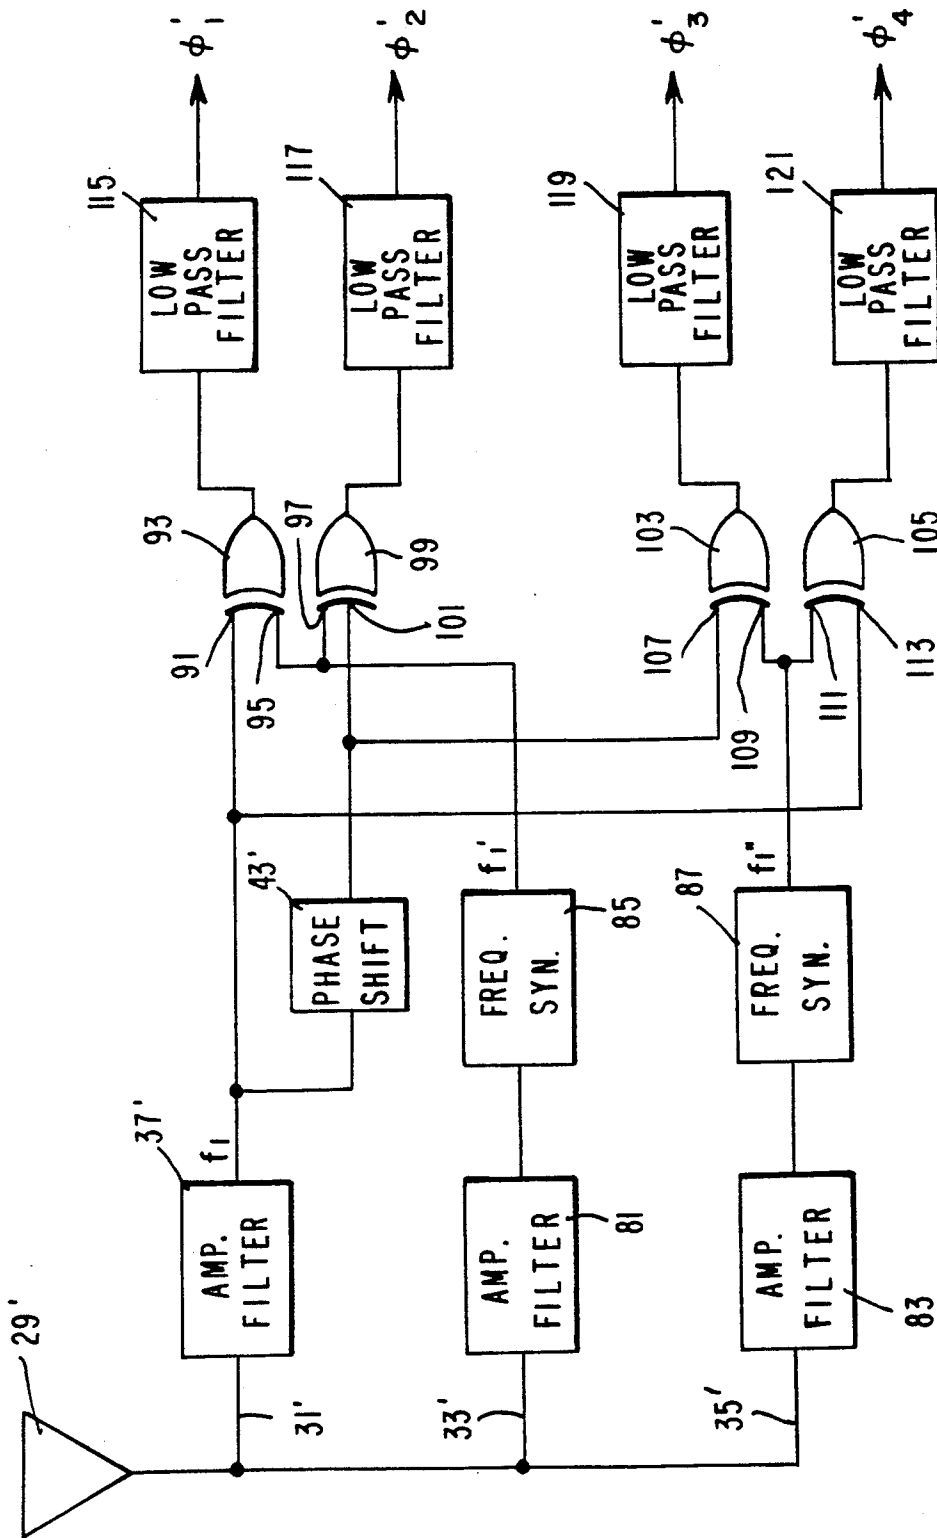 29'
31'
33'
35'
37'
AMP.
FILTER
f1
AMP.
FILTER
81
AMP.
FILTER
83
43'
PHASE
SHIFT
FREQ.
SYN.
85
f1'
87
FREQ.
SYN.
f1"
91
93
95
97
99
101
103
105
107
109
111
113
115
LOW
PASS
FILTER
ϕ'1
117
LOW
PASS
FILTER
ϕ'2
119
LOW
PASS
FILTER
ϕ'3
121
LOW
PASS
FILTER
ϕ'4